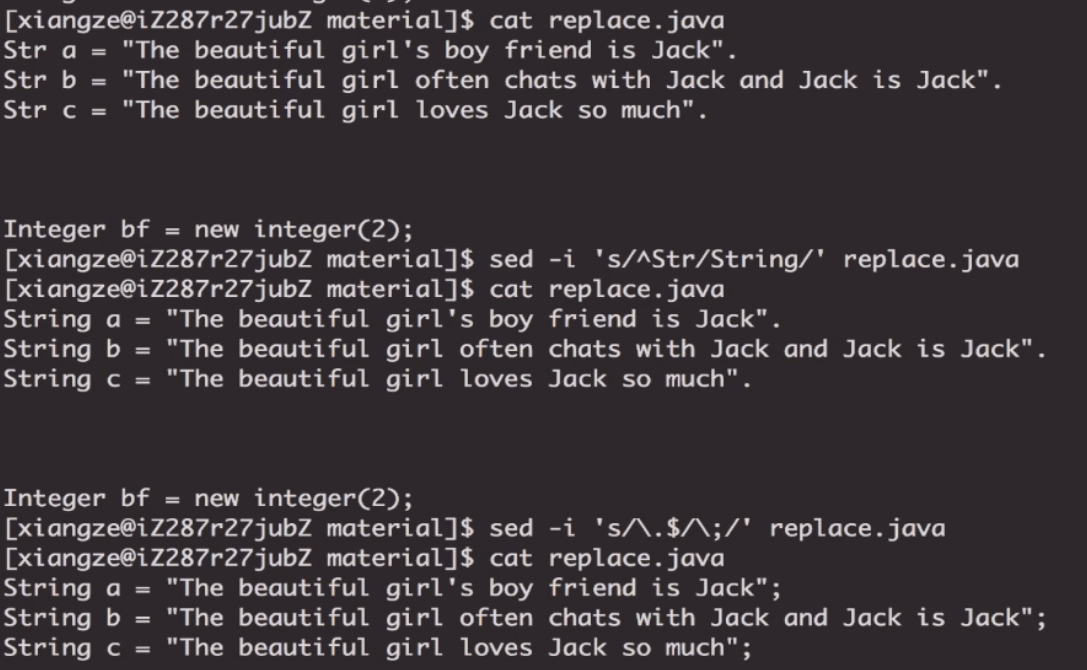 [xiangze@iZ287r27jubZ material]$ cat replace.java
Str a = "The beautiful girl's boy friend is Jack".
Str b = "The beautiful girl often chats with Jack and Jack is Jack".
Str c = "The beautiful girl loves Jack so much".
Integer bf = new integer(2);
[xiangze@iZ287r27jubZ material]$ sed -i 's/^Str/String/' replace.java
[xiangze@iZ287r27jubZ material]$ cat replace.java
String a = "The beautiful girl's boy friend is Jack".
String b = "The beautiful girl often chats with Jack and Jack is Jack".
String c = "The beautiful girl loves Jack so much".
Integer bf = new integer(2);
[xiangze@iZ287r27jubZ material]$ sed -i 's/\.$/\;/' replace.java
[xiangze@iZ287r27jubZ material]$ cat replace.java
String a = "The beautiful girl's boy friend is Jack";
String b = "The beautiful girl often chats with Jack and Jack is Jack";
String c = "The beautiful girl loves Jack so much";